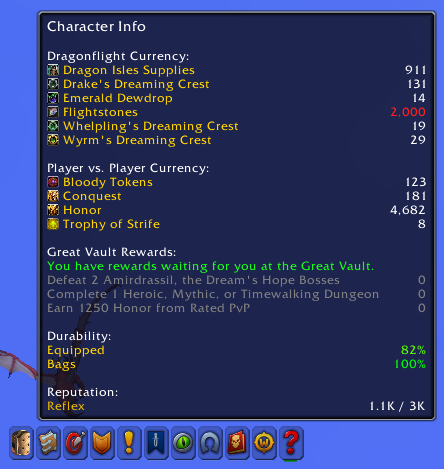 Character Info
Dragonflight Currency:
Dragon Isles Supplies 911
Drake's Dreaming Crest 131
Emerald Dewdrop 14
Flightstones 2,000
Whelpling's Dreaming Crest 19
Wyrm's Dreaming Crest 29
Player vs. Player Currency:
Bloody Tokens 123
Conquest 181
Honor 4,682
Trophy of Strife 8
Great Vault Rewards:
You have rewards waiting for you at the Great Vault.
Defeat 2 Amirdrassil, the Dream's Hope Bosses 0
Complete 1 Heroic, Mythic, or Timewalking Dungeon 0
Earn 1250 Honor from Rated PvP 0
Durability:
Equipped 82%
Bags 100%
Reputation:
Reflex 1.1K / 3K